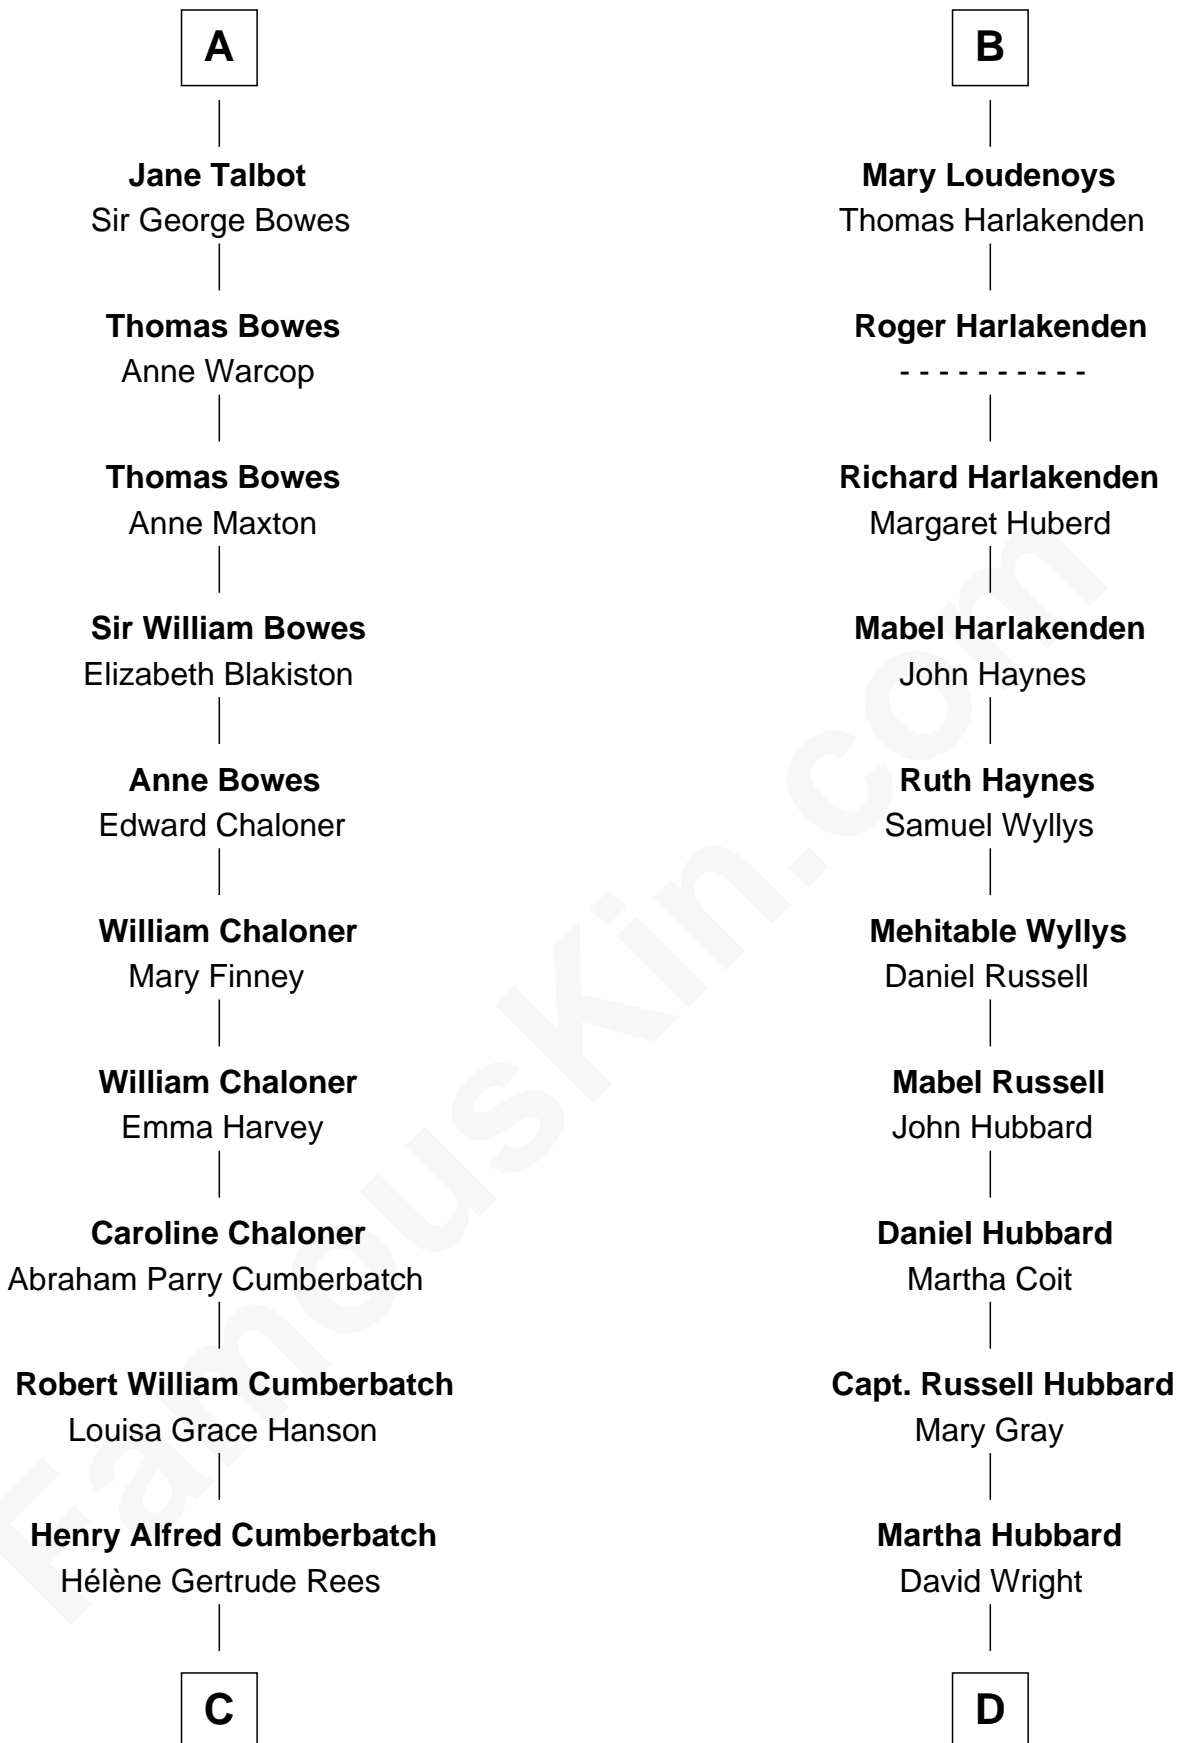 A
Jane Talbot
Sir George Bowes
Thomas Bowes
Anne Warcop
Thomas Bowes
Anne Maxton
Sir William Bowes
Elizabeth Blakiston
Anne Bowes
Edward Chaloner
William Chaloner
Mary Finney
William Chaloner
Emma Harvey
Caroline Chaloner
Abraham Parry Cumberbatch
Robert William Cumberbatch
Louisa Grace Hanson
Henry Alfred Cumberbatch
Hélène Gertrude Rees
C
B
Mary Loudenoys
Thomas Harlakenden
Roger Harlakenden
- - - - - - - - - -
Richard Harlakenden
Margaret Huberd
Mabel Harlakenden
John Haynes
Ruth Haynes
Samuel Wyllys
Mehitable Wyllys
Daniel Russell
Mabel Russell
John Hubbard
Daniel Hubbard
Martha Coit
Capt. Russell Hubbard
Mary Gray
Martha Hubbard
David Wright
D
FamousKin.com